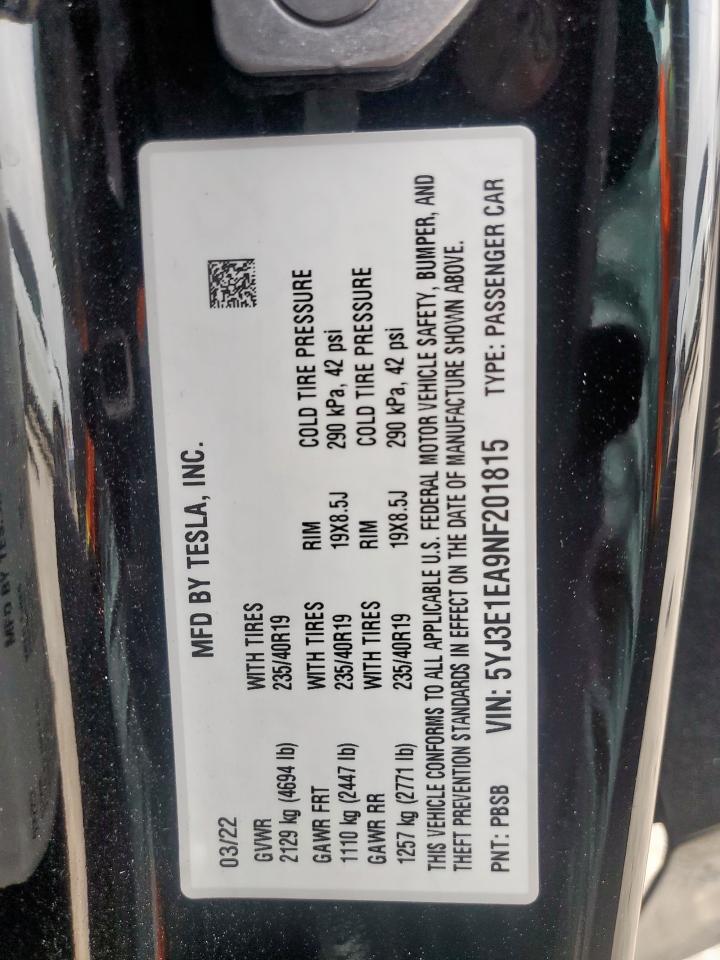 MFD BY TESLA, INC.
03/22
GVWR WITH TIRES
2129 kg (4694 lb) 235/40R19
GAWR FRT WITH TIRES RIM COLD TIRE PRESSURE
1110 kg (2447 lb) 235/40R19 19X8.5J 290 kPa, 42 psi
GAWR RR WITH TIRES RIM COLD TIRE PRESSURE
1257 kg (2771 lb) 235/40R19 19X8.5J 290 kPa, 42 psi
THIS VEHICLE CONFORMS TO ALL APPLICABLE U.S. FEDERAL MOTOR VEHICLE SAFETY, BUMPER, AND
THEFT PREVENTION STANDARDS IN EFFECT ON THE DATE OF MANUFACTURE SHOWN ABOVE.
PNT: PBSB VIN: 5YJ3E1EA9NF201815 TYPE: PASSENGER CAR